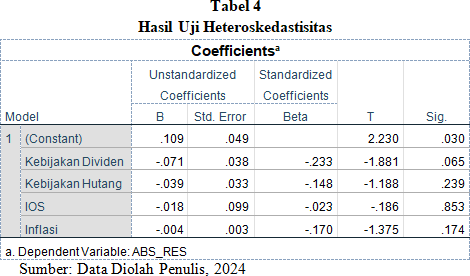 Tabel 4
Hasil Uji Heteroskedastisitas
Coefficientsa
Unstandardized Coefficients Standardized Coefficients
Model B Std. Error Beta T Sig.
1 (Constant) .109 .049 2.230 .030
Kebijakan Dividen -.071 .038 -.233 -1.881 .065
Kebijakan Hutang -.039 .033 -.148 -1.188 .239
IOS -.018 .099 -.023 -.186 .853
Inflasi -.004 .003 -.170 -1.375 .174
a. Dependent Variable: ABS_RES
Sumber: Data Diolah Penulis, 2024